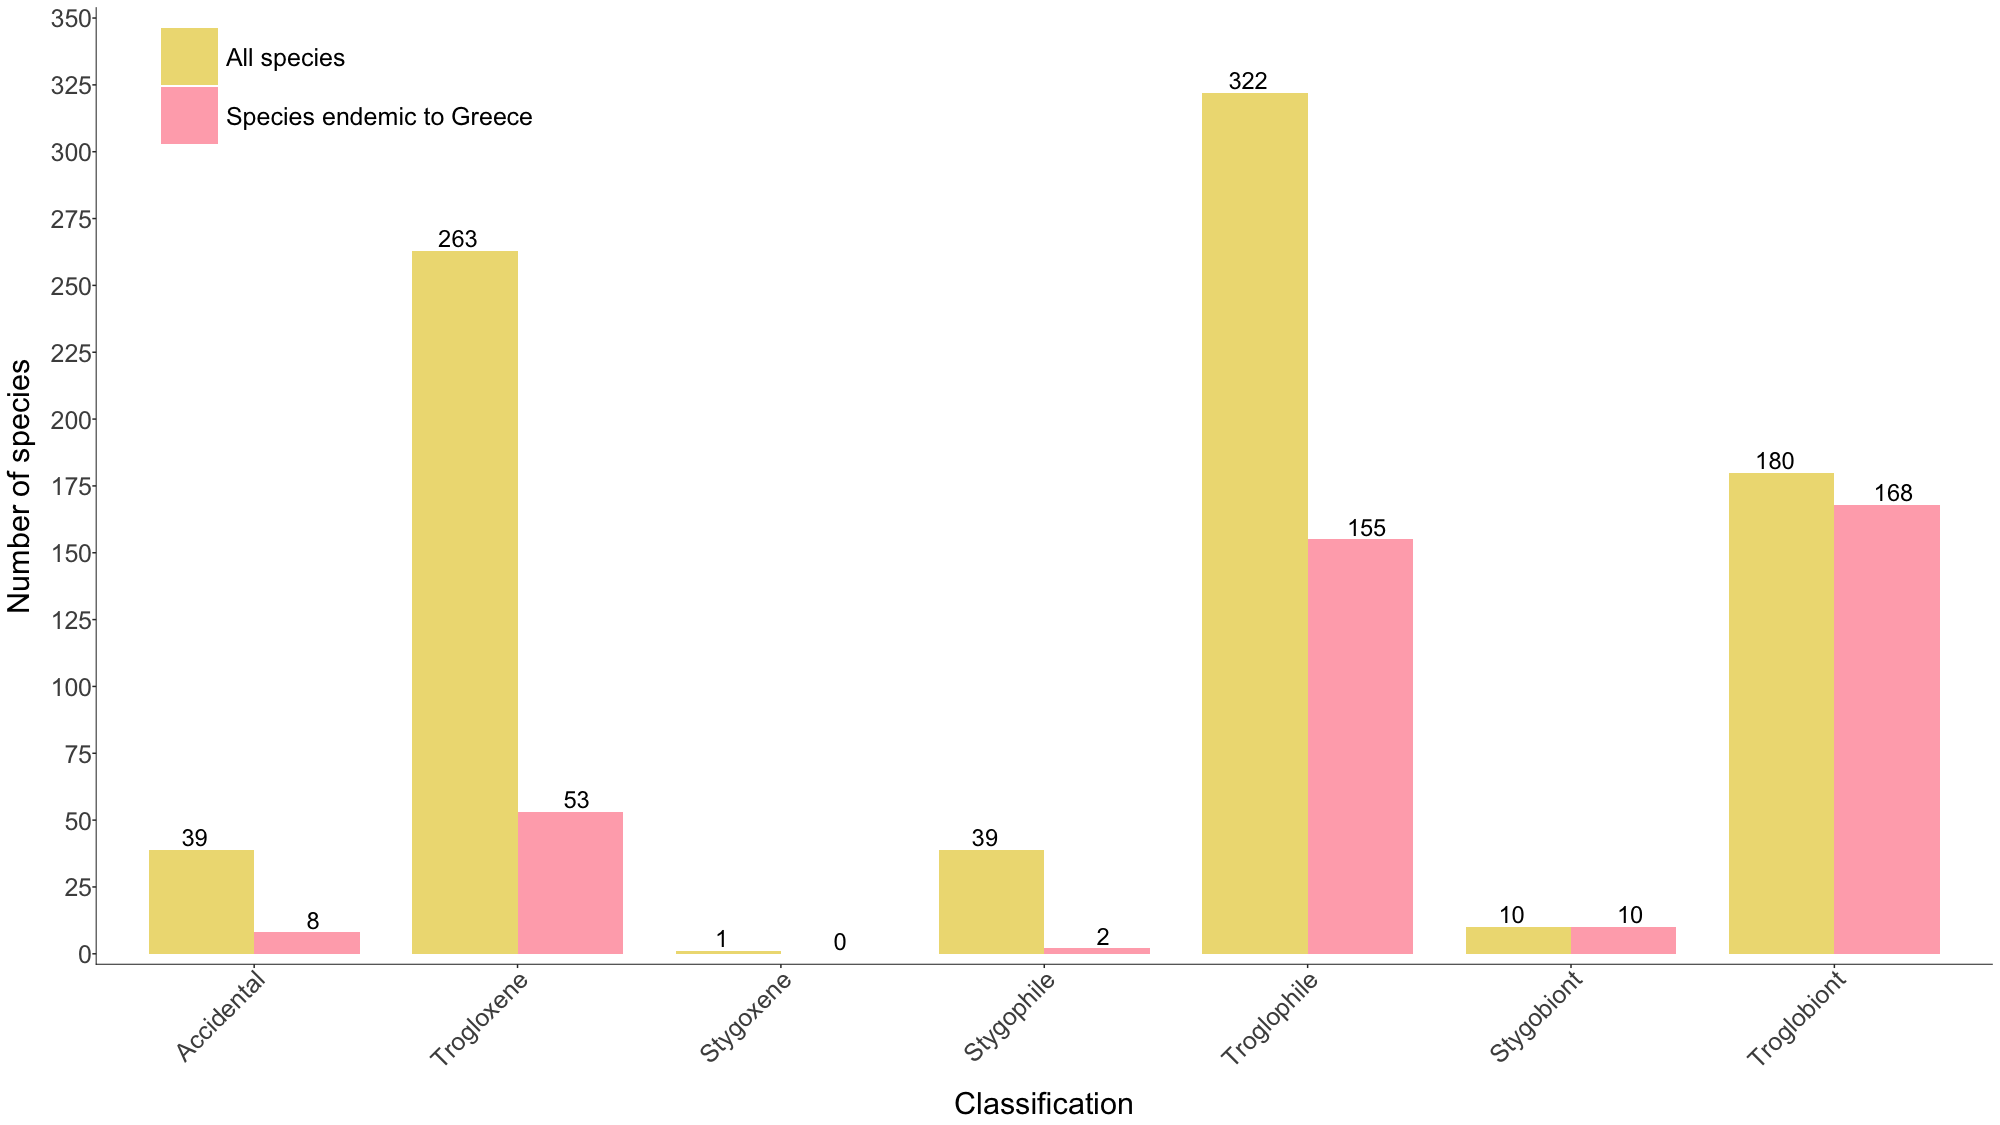 All species
Species endemic to Greece
Number of species
350
325
300
275
250
225
200
175
150
125
100
75
50
25
0
39
8
263
53
1
0
39
2
322
155
10
10
180
168
Accidental
Trogloxene
Stygoxene
Stygophile
Troglophile
Stygobiont
Troglobiont
Classification